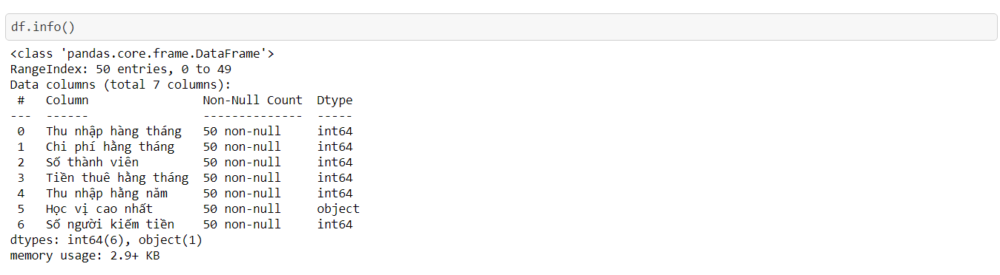 df.info()
<class 'pandas.core.frame.DataFrame'>
RangeIndex: 50 entries, 0 to 49
Data columns (total 7 columns):
 #   Column                Non-Null Count  Dtype
---  ------                --------------  -----
 0   Thu nhập hàng tháng   50 non-null     int64
 1   Chi phí hằng tháng    50 non-null     int64
 2   Số thành viên         50 non-null     int64
 3   Tiền thuê hằng tháng  50 non-null     int64
 4   Thu nhập hằng năm     50 non-null     int64
 5   Học vị cao nhất       50 non-null     object
 6   Số người kiếm tiền    50 non-null     int64
dtypes: int64(6), object(1)
memory usage: 2.9+ KB